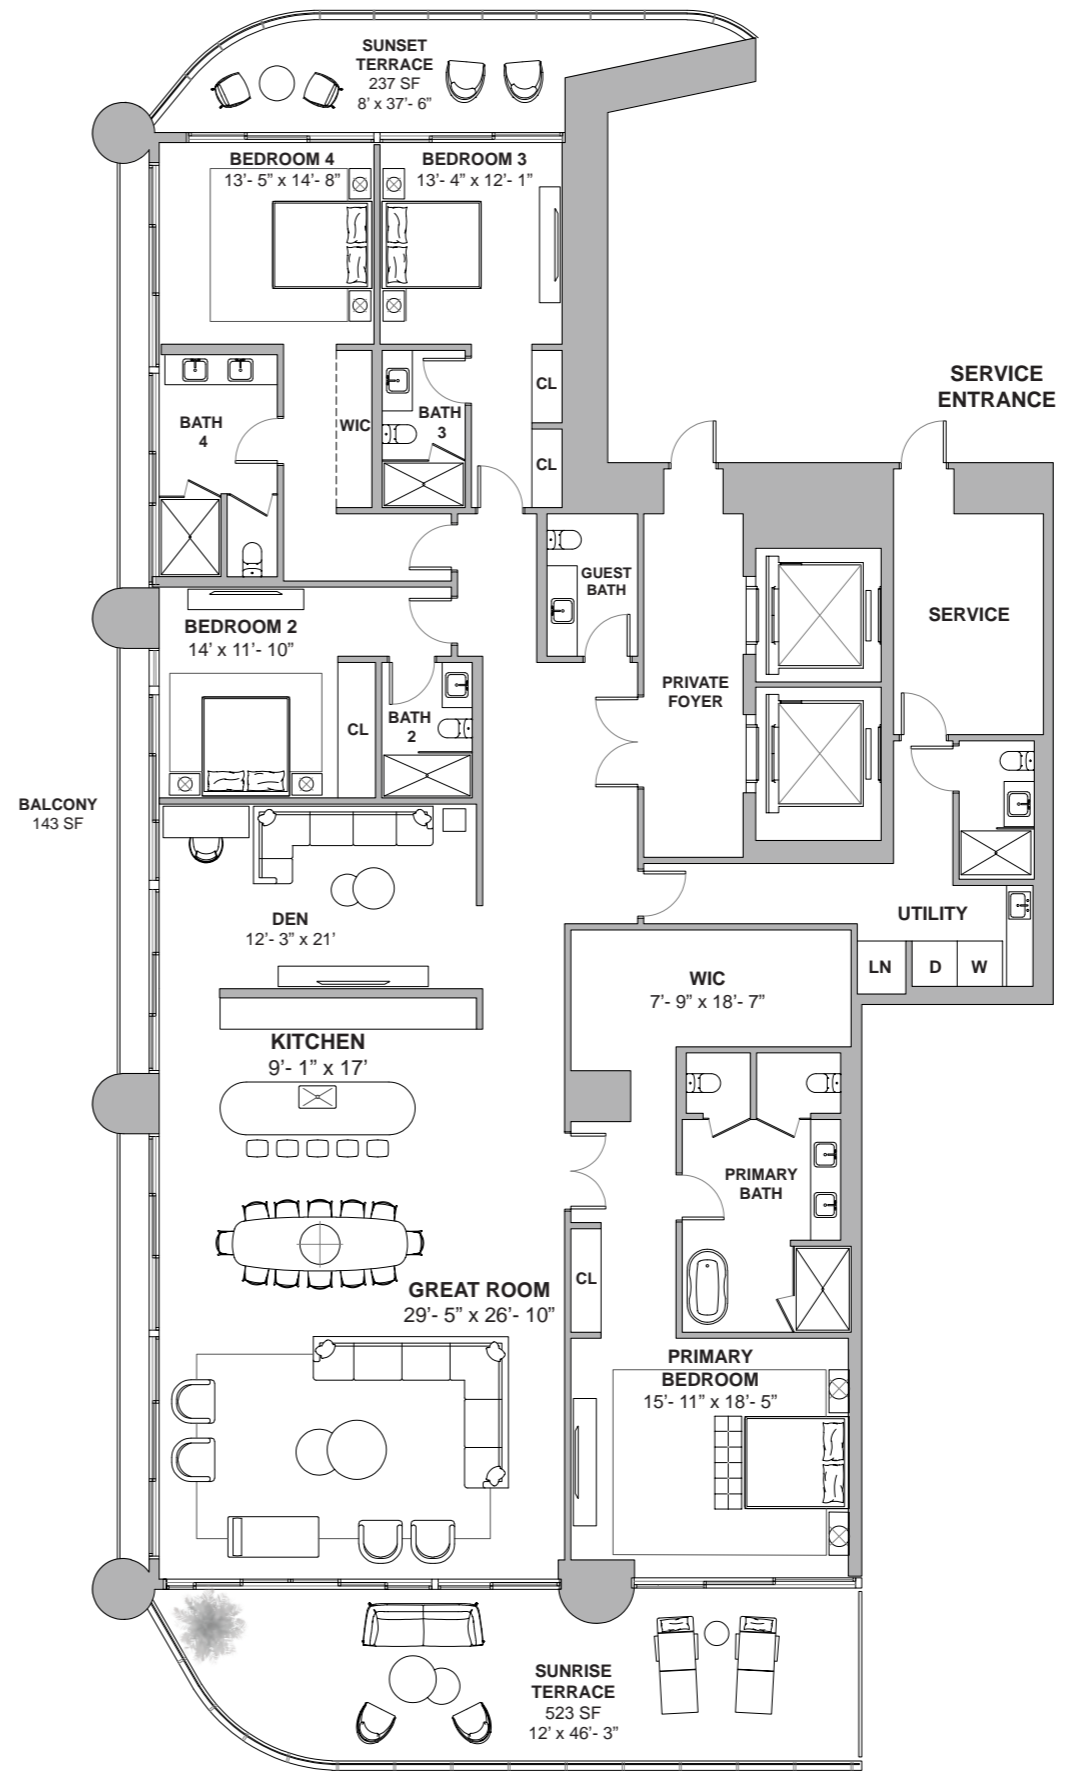 SUNSET
TERRACE
237 SF
8’ x 37’- 6”
BEDROOM 4
13’- 5” x 14’- 8”
BEDROOM 3
13’- 4” x 12’- 1”
CL
SERVICE
ENTRANCE
BATH
4
WIC
BATH
3
CL
GUEST
BATH
SERVICE
BEDROOM 2
14’ x 11’- 10”
PRIVATE
FOYER
CL
BATH
2
BALCONY
143 SF
DEN
12’- 3” x 21’
UTILITY
LN
D
W
WIC
7’- 9” x 18’- 7”
KITCHEN
9’- 1” x 17’
PRIMARY
BATH
CL
GREAT ROOM
29’- 5” x 26’- 10”
PRIMARY
BEDROOM
15’- 11” x 18’- 5”
SUNRISE
TERRACE
523 SF
12’ x 46’- 3”